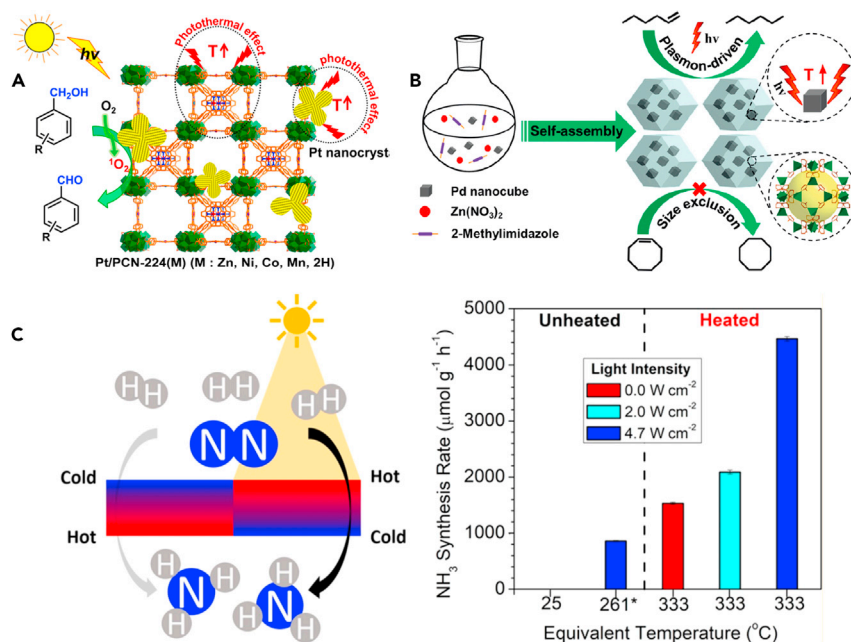 A
hv
Photothermal effect
T↑
photothermal effect
T↑
CH₂OH
R
O₂
¹O₂
CHO
R
Pt nanocryst
Pt/PCN-224(M) (M : Zn, Ni, Co, Mn, 2H)
B
Pd nanocube
Zn(NO₃)₂
2-Methylimidazole
Self-assembly
hv
Plasmon-driven
hv
T↑
Size exclusion
C
H H
H H
H H
N N
Cold
Hot
Hot
Cold
H
H
N
H
H
N
H
H
NH₃ Synthesis Rate (μmol g⁻¹ h⁻¹)
5000
4000
3000
2000
1000
0
Unheated
Heated
Light Intensity
0.0 W cm⁻²
2.0 W cm⁻²
4.7 W cm⁻²
25 261* 333 333 333
Equivalent Temperature (°C)